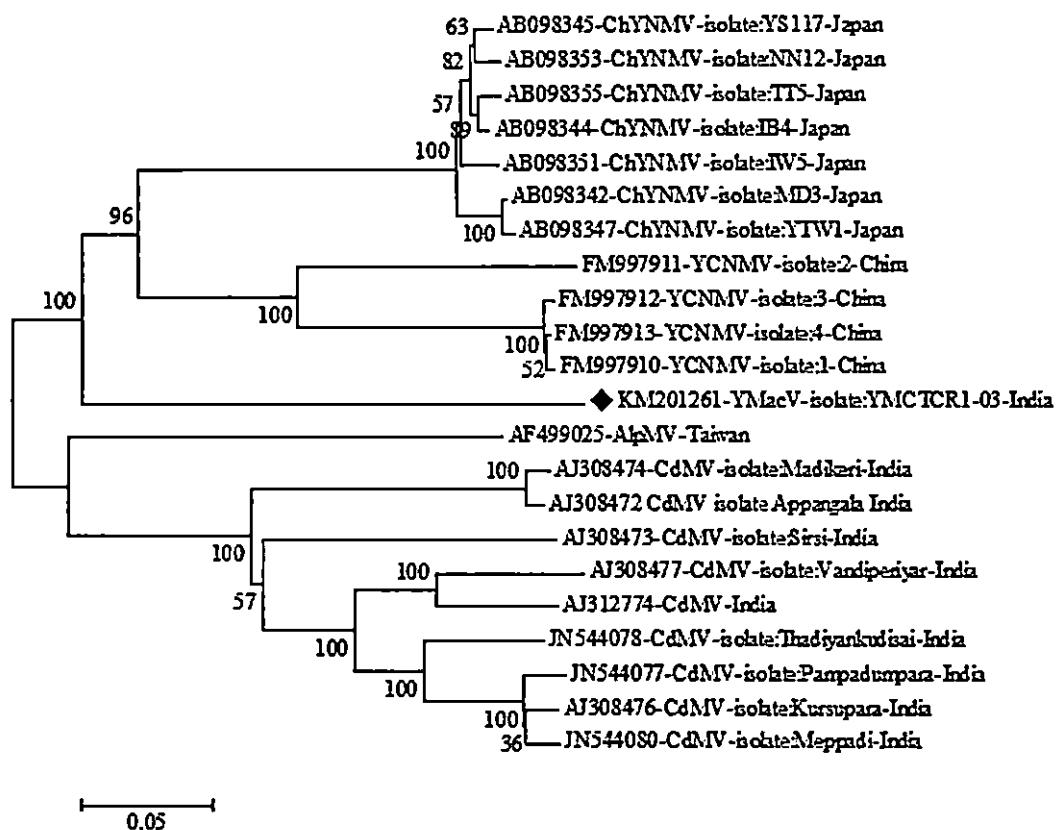 63 AB098345-ChYNMV-isolate:YS117-Japan
82 AB098353-ChYNMV-isolate:NN12-Japan
57 AB098355-ChYNMV-isolate:TT5-Japan
89 AB098344-ChYNMV-isolate:IB4-Japan
100 AB098351-ChYNMV-isolate:IW5-Japan
AB098342-ChYNMV-isolate:MD3-Japan
96
100 AB098347-ChYNMV-isolate:YTW1-Japan
FM997911-YCNMV-isolate:2-China
100
100
FM997912-YCNMV-isolate:3-China
FM997913-YCNMV-isolate:4-China
100
52 FM997910-YCNMV-isolate:1-China
KM201261-YMacV-isolate:YMCTCR1-03-India
AF499025-AlpMV-Taiwan
100 AJ308474-CdMV-isolate:Madikeri-India
AJ308472 CdMV isolate Appangala India
100
AJ308473-CdMV-isolate:Sirsi-India
100 AJ308477-CdMV-isolate:Vandiperiyar-India
57
AJ312774-CdMV-India
100
JN544078-CdMV-isolate:Thadiyankudisai-India
100
JN544077-CdMV-isolate:Pampadumpara-India
AJ308476-CdMV-isolate:Kursupara-India
100
36 JN544080-CdMV-isolate:Meppadi-India
0.05